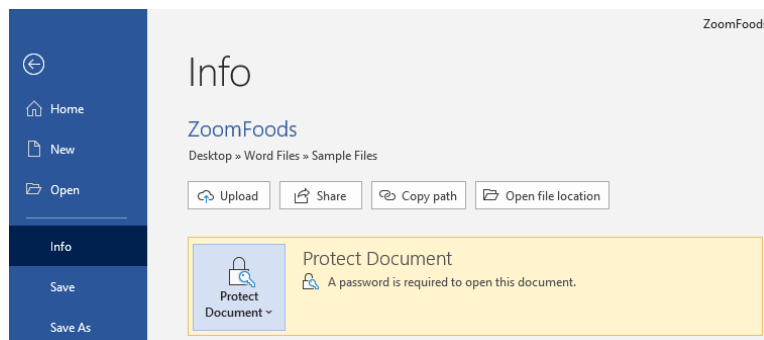 ZoomFoods
Info
Home
ZoomFoods
New
Desktop » Word Files » Sample Files
Open
Upload
Share
Copy path
Open file location
Info
Protect Document
A password is required to open this document.
Save
Protect
Document
Save As